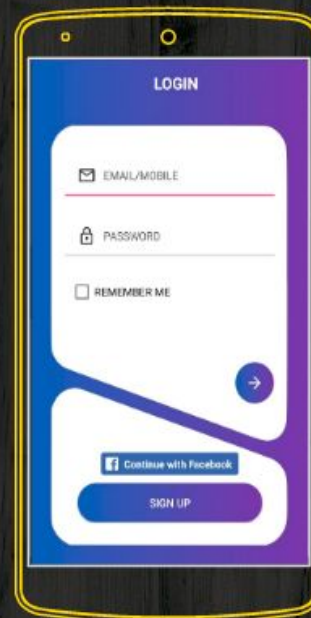 LOGIN
EMAIL/MOBILE
PASSWORD
REMEMBER ME
Continue with Facebook
SIGN UP